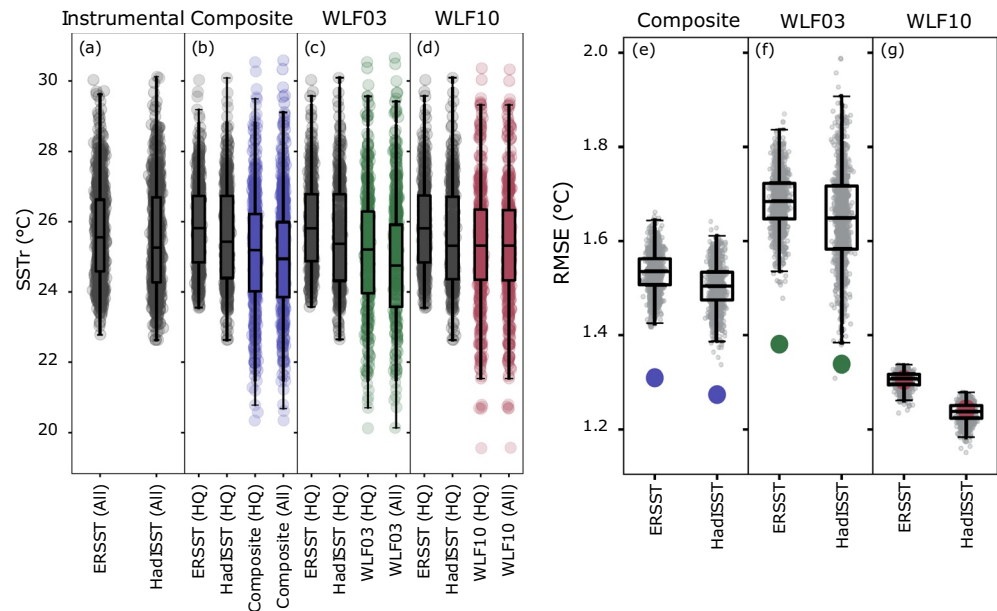 Instrumental Composite WLF03 WLF10
(a) (b) (c) (d)
30
28
26
24
22
20
SSTr (°C)
ERSST (All)
HadISST (All)
ERSST (HQ)
HadISST (HQ)
Composite (HQ)
Composite (All)
ERSST (HQ)
HadISST (HQ)
WLF03 (HQ)
WLF03 (All)
ERSST (HQ)
HadISST (HQ)
WLF10 (HQ)
WLF10 (All)
Composite WLF03 WLF10
(e) (f) (g)
2.0
1.8
1.6
1.4
1.2
RMSE (°C)
ERSST
HadISST
ERSST
HadISST
ERSST
HadISST